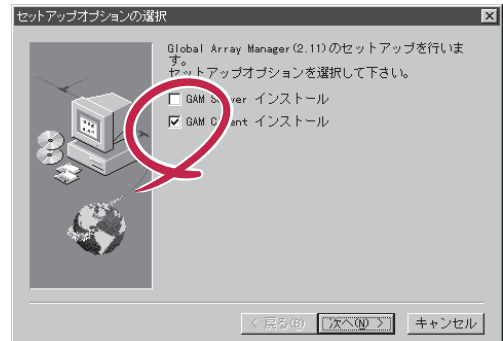 セットアップオプションの選択
Global Array Manager(2.11)のセットアップを行いま
す。
セットアップオプションを選択して下さい。
GAM Server インストール
GAM Client インストール
< 戻る(B)
次へ(N) >
キャンセル